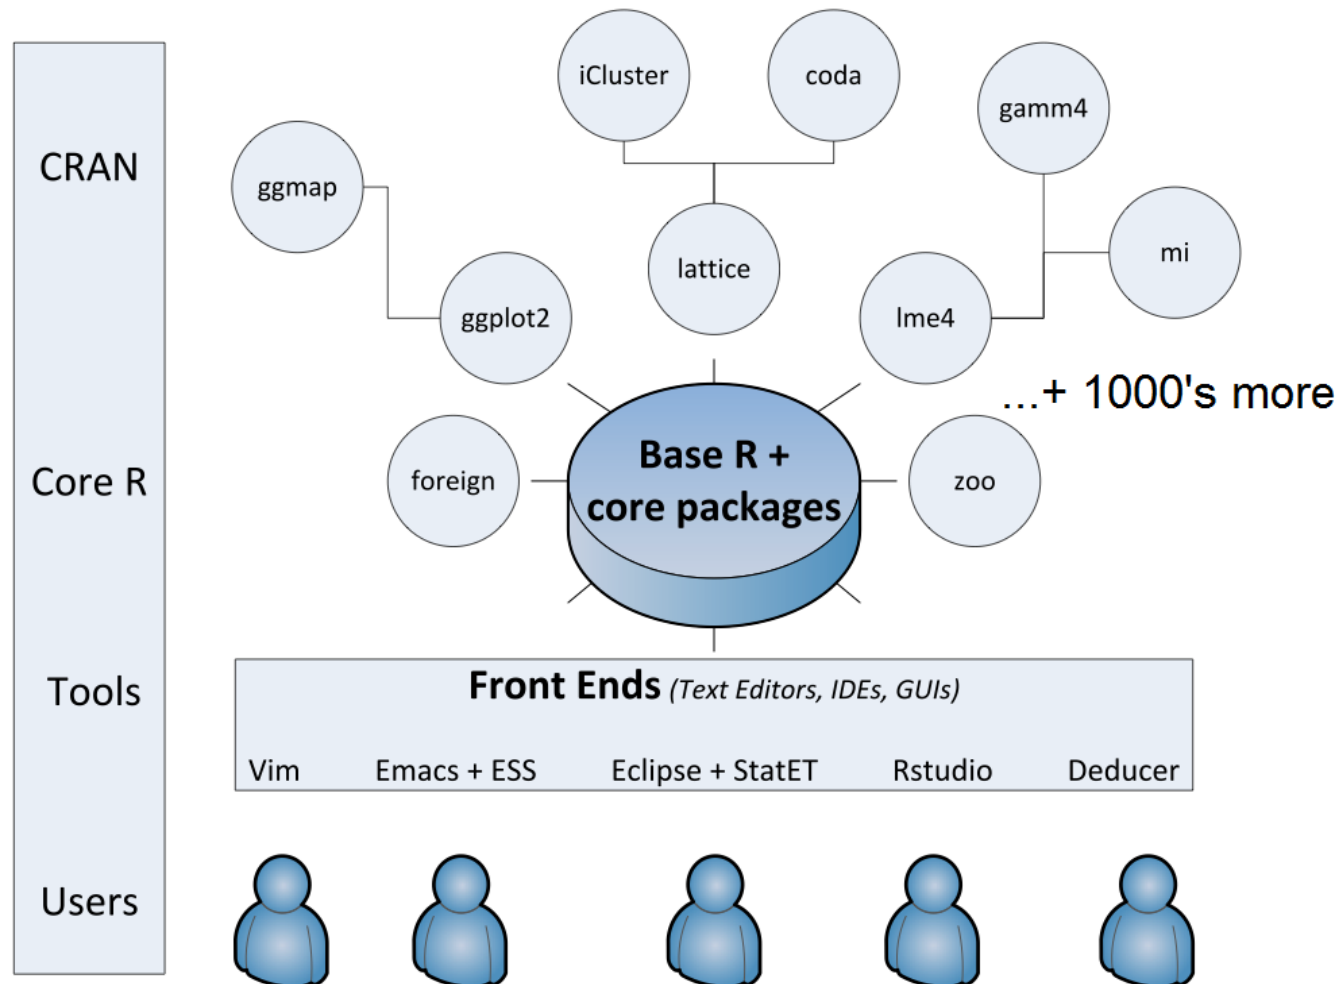 CRAN
Core R
Tools
Users
iCluster
coda
gamm4
ggmap
mi
lattice
ggplot2
lme4
...+ 1000's more
foreign
Base R +
core packages
zoo
Front Ends (Text Editors, IDEs, GUIs)
Vim
Emacs + ESS
Eclipse + StatET
Rstudio
Deducer